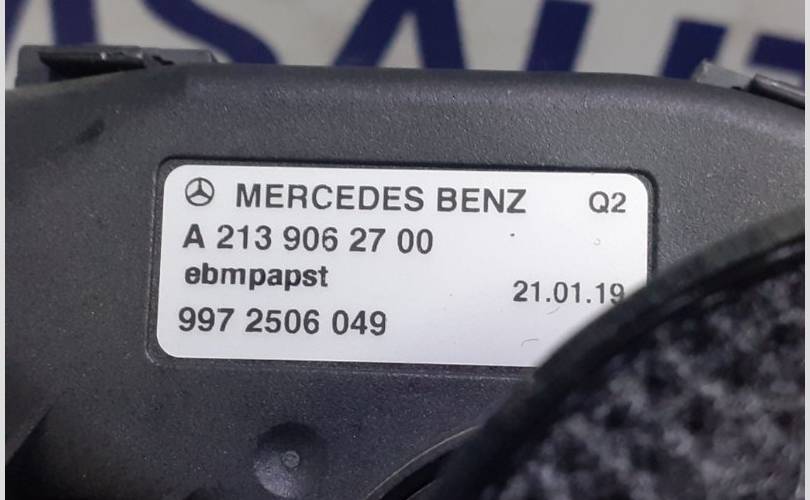 MERCEDES BENZ Q2
A 213 906 27 00
ebmpapst
21.01.19
997 2506 049